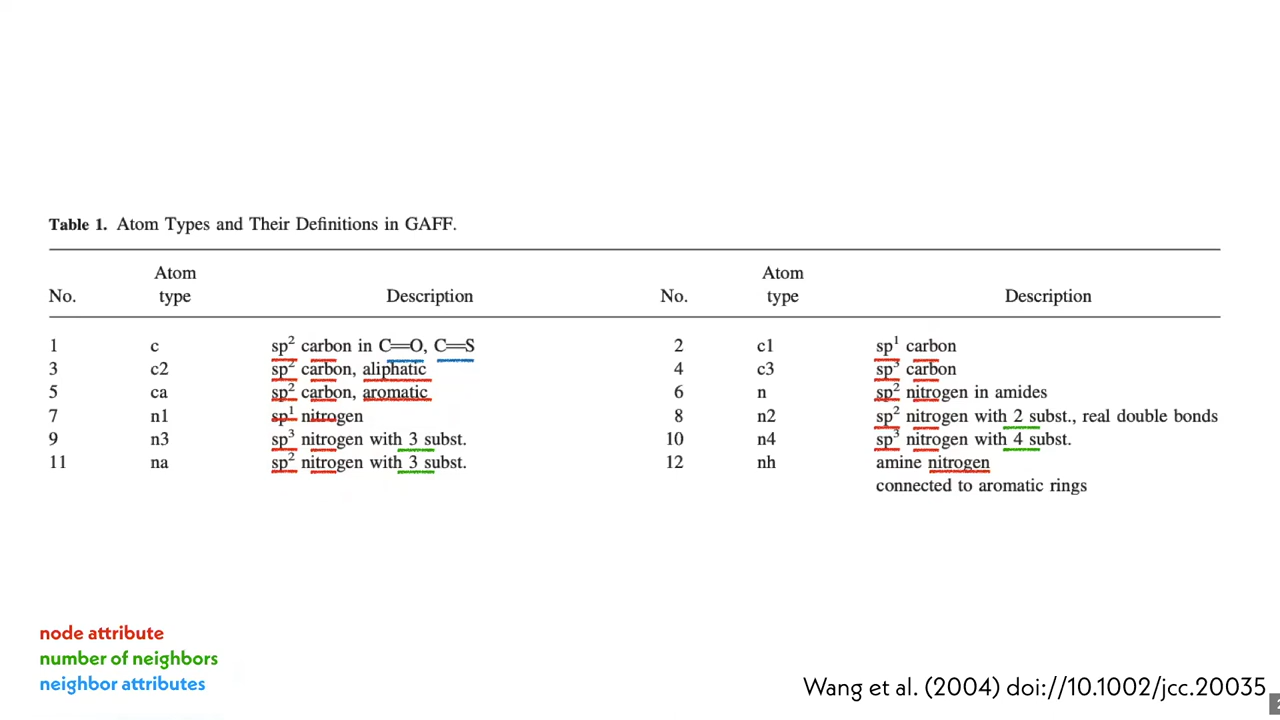 Table 1. Atom Types and Their Definitions in GAFF.
No. Atom type Description No. Atom type Description
1 c sp² carbon in C=O, C=S 2 c1 sp¹ carbon
3 c2 sp² carbon, aliphatic 4 c3 sp³ carbon
5 ca sp² carbon, aromatic 6 n sp² nitrogen in amides
7 n1 sp¹ nitrogen 8 n2 sp² nitrogen with 2 subst., real double bonds
9 n3 sp³ nitrogen with 3 subst. 10 n4 sp³ nitrogen with 4 subst.
11 na sp² nitrogen with 3 subst. 12 nh amine nitrogen
connected to aromatic rings
node attribute
number of neighbors
neighbor attributes
Wang et al. (2004) doi://10.1002/jcc.20035